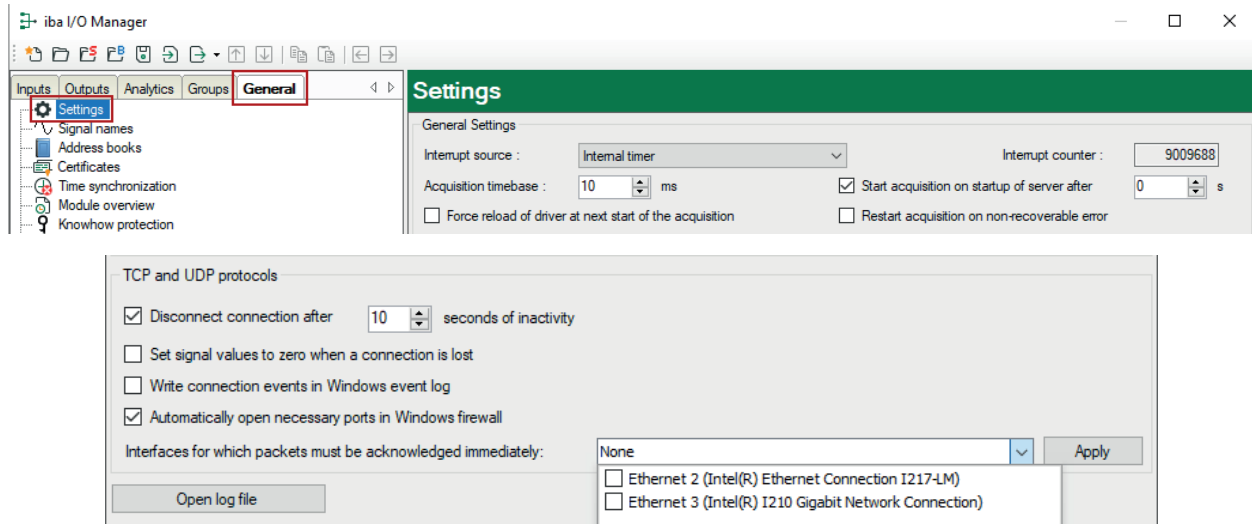 iba I/O Manager
Inputs Outputs Analytics Groups General
Settings
Signal names
Address books
Certificates
Time synchronization
Module overview
Knowhow protection
Settings
General Settings
Interrupt source : Internal timer Interrupt counter : 9009688
Acquisition timebase : 10 ms Start acquisition on startup of server after 0 s
Force reload of driver at next start of the acquisition Restart acquisition on non-recoverable error
TCP and UDP protocols
Disconnect connection after 10 seconds of inactivity
Set signal values to zero when a connection is lost
Write connection events in Windows event log
Automatically open necessary ports in Windows firewall
Interfaces for which packets must be acknowledged immediately: None Apply
Ethernet 2 (Intel(R) Ethernet Connection I217-LM)
Ethernet 3 (Intel(R) I210 Gigabit Network Connection)
Open log file